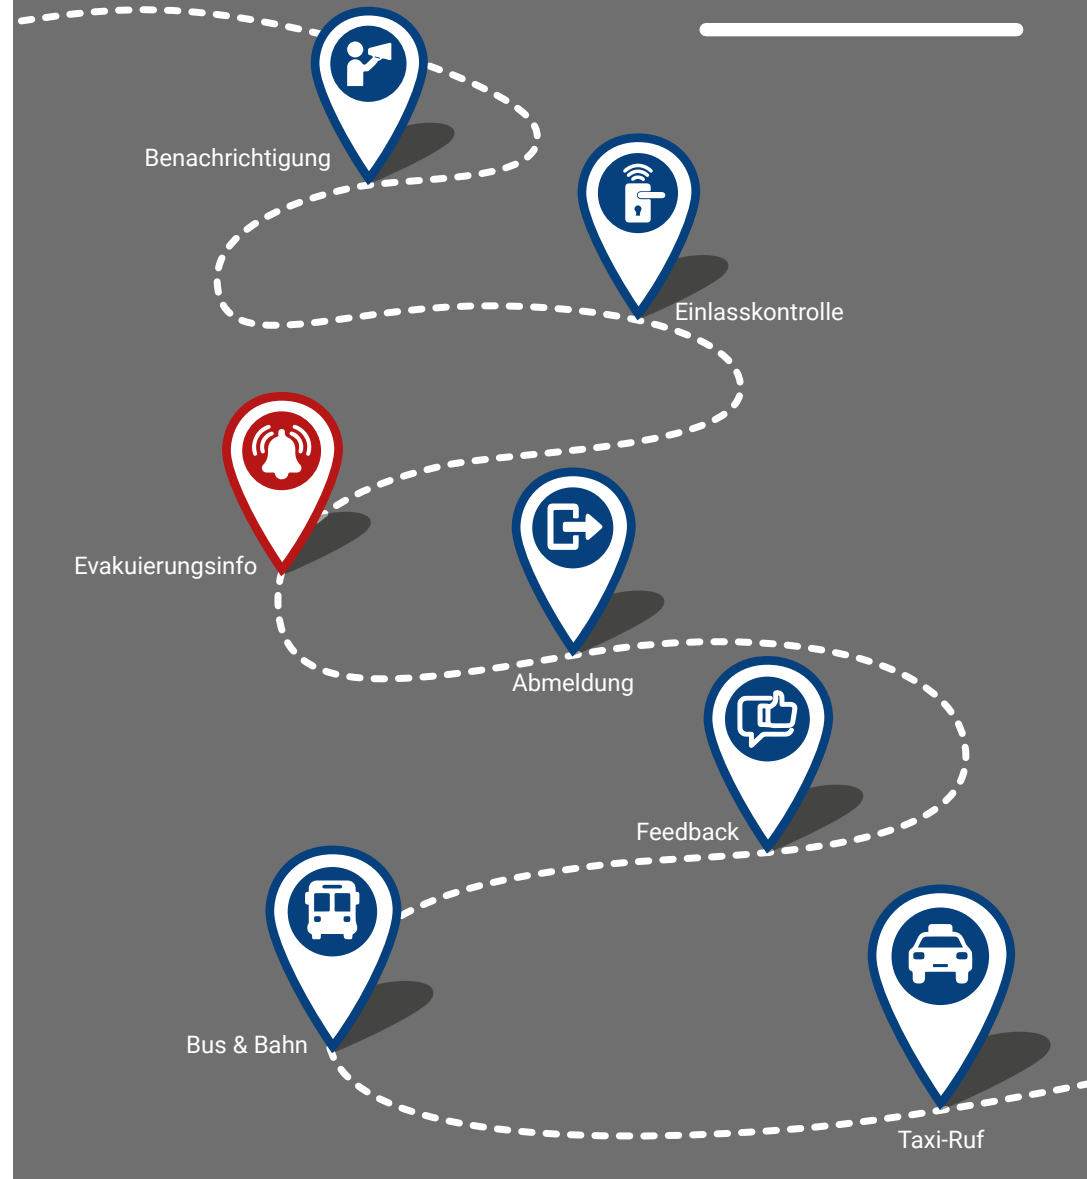 Benachrichtigung
Einlasskontrolle
Evakuierungsinfo
Abmeldung
Feedback
Bus & Bahn
Taxi-Ruf